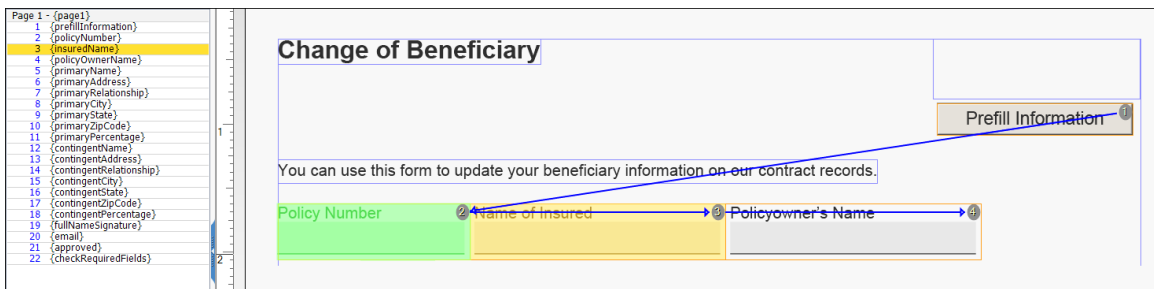 Page 1 - {page1}
1 {prefillInformation}
2 {policyNumber}
3 {insuredName}
4 {policyOwnerName}
5 {primaryName}
6 {primaryAddress}
7 {primaryRelationship}
8 {primaryCity}
9 {primaryState}
10 {primaryZipCode}
11 {primaryPercentage}
12 {contingentName}
13 {contingentAddress}
14 {contingentRelationship}
15 {contingentCity}
16 {contingentState}
17 {contingentZipCode}
18 {contingentPercentage}
19 {fullNameSignature}
20 {email}
21 {approved}
22 {checkRequiredFields}
1
2
Change of Beneficiary
Prefill Information 1
You can use this form to update your beneficiary information on our contract records.
Policy Number 2 Name of Insured 3 Policyowner's Name 4